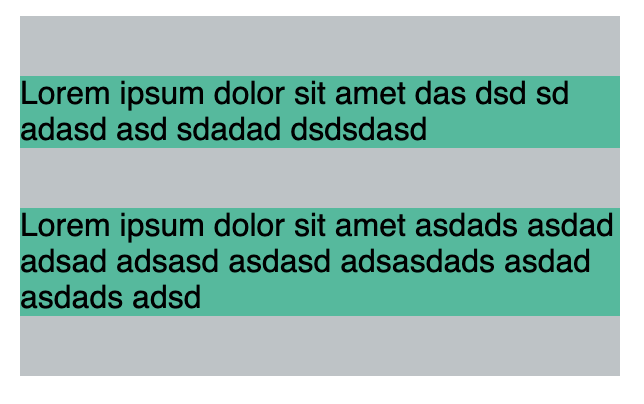 Lorem ipsum dolor sit amet das dsd sd
adasd asd sdadad dsdsdasd
Lorem ipsum dolor sit amet asdads asdad
adsad adsasd asdasd adsasdads asdad
asdads adsd